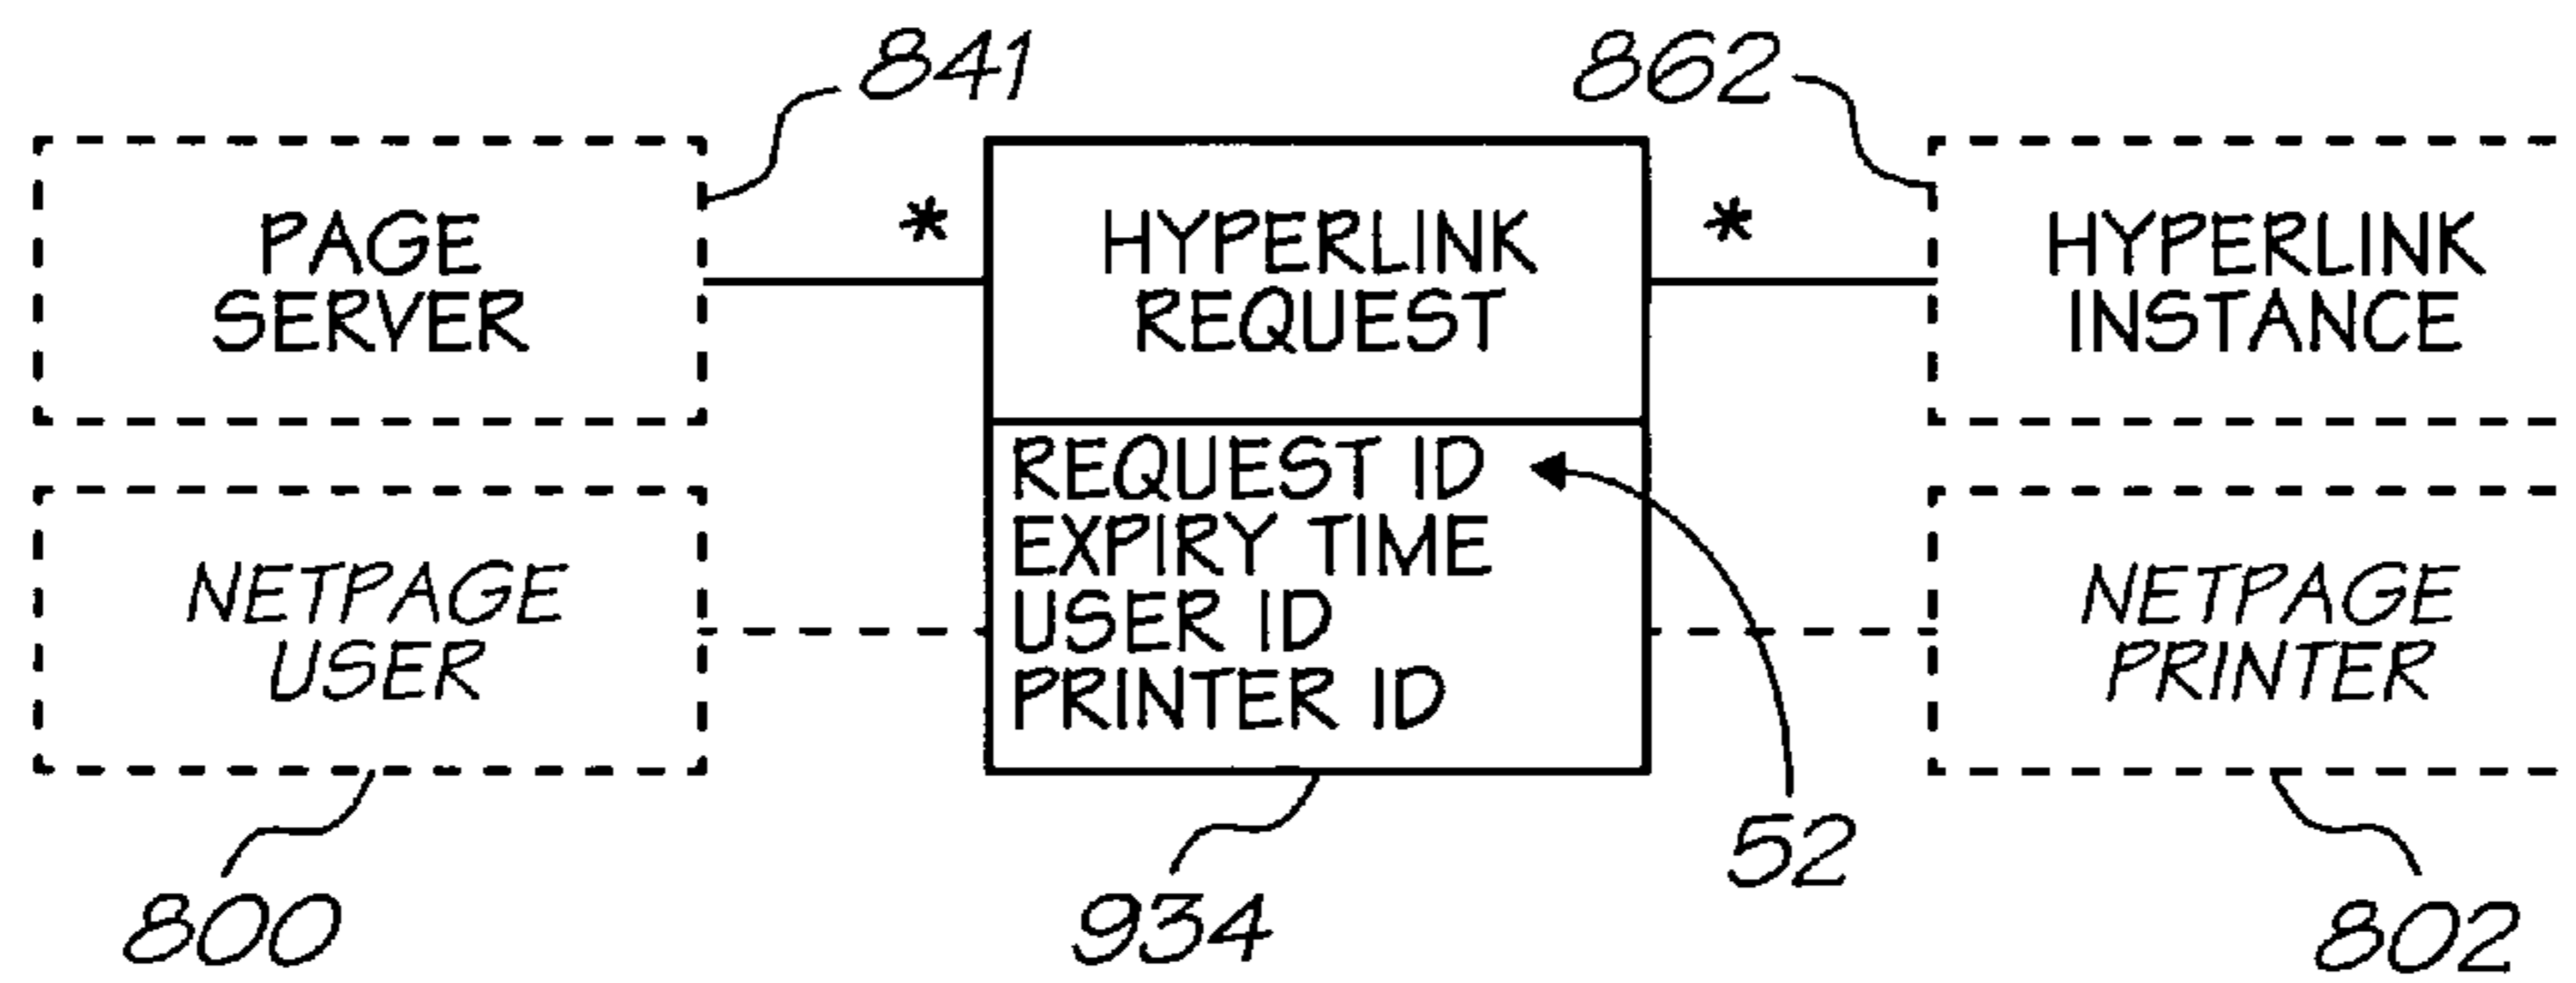 841
862
PAGE
SERVER
*
HYPERLINK
REQUEST
*
HYPERLINK
INSTANCE
NETPAGE
USER
REQUEST ID
EXPIRY TIME
USER ID
PRINTER ID
NETPAGE
PRINTER
52
800
934
802